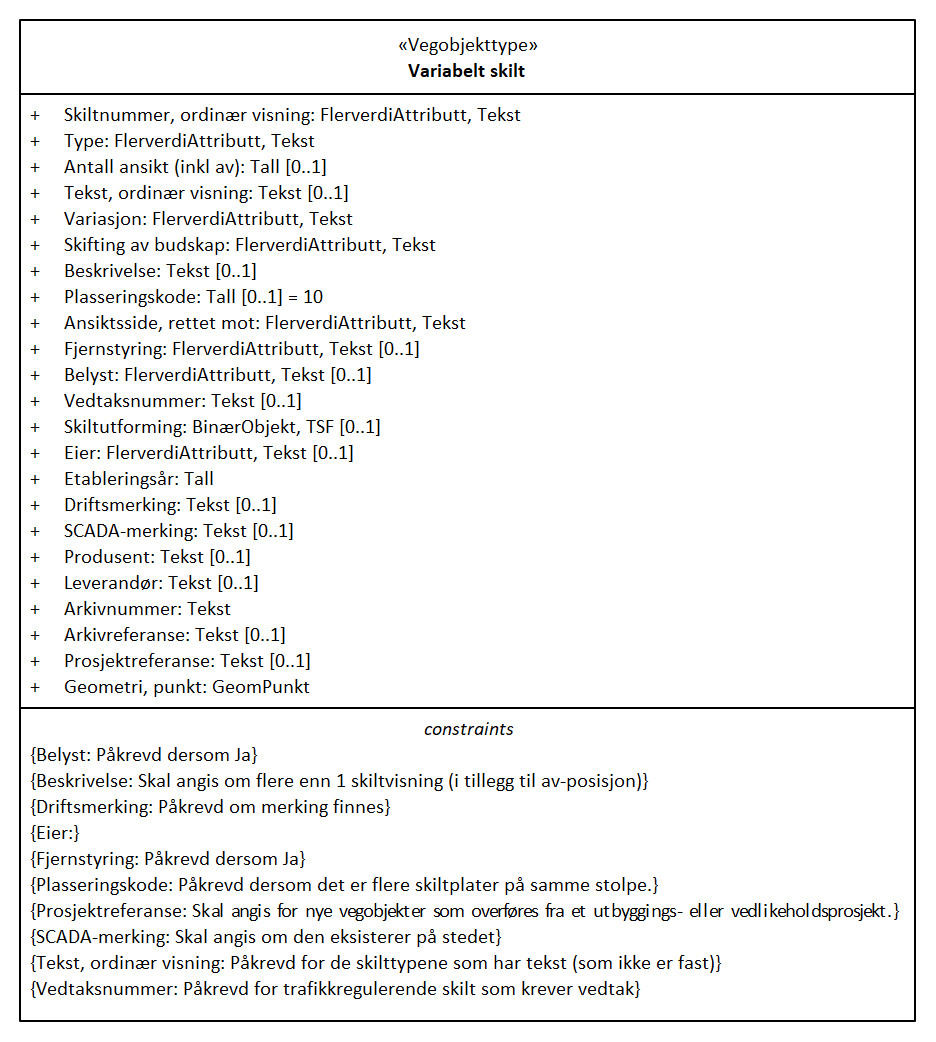 «Vegobjekttype»
Variabelt skilt
+ Skiltnummer, ordinær visning: FlerverdiAttributt, Tekst
+ Type: FlerverdiAttributt, Tekst
+ Antall ansikt (inkl av): Tall [0..1]
+ Tekst, ordinær visning: Tekst [0..1]
+ Variasjon: FlerverdiAttributt, Tekst
+ Skifting av budskap: FlerverdiAttributt, Tekst
+ Beskrivelse: Tekst [0..1]
+ Plasseringskode: Tall [0..1] = 10
+ Ansiktsside, rettet mot: FlerverdiAttributt, Tekst
+ Fjernstyring: FlerverdiAttributt, Tekst [0..1]
+ Belyst: FlerverdiAttributt, Tekst [0..1]
+ Vedtaksnummer: Tekst [0..1]
+ Skiltutforming: BinærObjekt, TSF [0..1]
+ Eier: FlerverdiAttributt, Tekst [0..1]
+ Etableringsår: Tall
+ Driftsmerking: Tekst [0..1]
+ SCADA-merking: Tekst [0..1]
+ Produsent: Tekst [0..1]
+ Leverandør: Tekst [0..1]
+ Arkivnummer: Tekst
+ Arkivreferanse: Tekst [0..1]
+ Prosjektreferanse: Tekst [0..1]
+ Geometri, punkt: GeomPunkt
constraints
{Belyst: Påkrevd dersom Ja}
{Beskrivelse: Skal angis om flere enn 1 skiltvisning (i tillegg til av-posisjon)}
{Driftsmerking: Påkrevd om merking finnes}
{Eier:}
{Fjernstyring: Påkrevd dersom Ja}
{Plasseringskode: Påkrevd dersom det er flere skiltplater på samme stolpe.}
{Prosjektreferanse: Skal angis for nye vegobjekter som overføres fra et utbyggings- eller vedlikeholdsprosjekt.}
{SCADA-merking: Skal angis om den eksisterer på stedet}
{Tekst, ordinær visning: Påkrevd for de skilttypene som har tekst (som ikke er fast)}
{Vedtaksnummer: Påkrevd for trafikkregulerende skilt som krever vedtak}